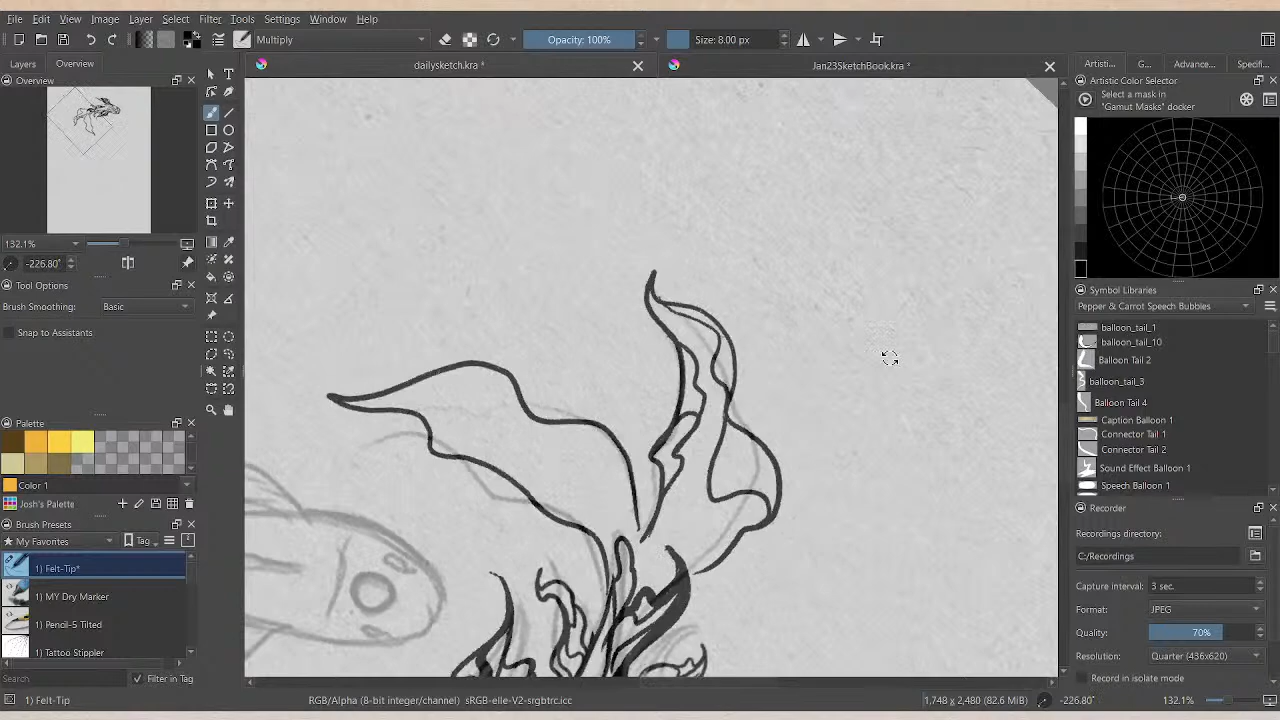 File Edit View Image Layer Select Filter Tools Settings Window Help
Multiply Opacity: 100% Size: 8.00 px
Layers Overview dailysketch.kra * Jan23SketchBook.kra * Artisti... G... Advance... Specifi...
Overview
132.1%
-226.80°
Tool Options
Brush Smoothing: Basic
Snap to Assistants
Palette
Color 1
Josh's Palette
Brush Presets
My Favorites Tag
1) Felt-Tip*
1) MY Dry Marker
1) Pencil-5 Tilted
1) Tattoo Stippler
Search Filter in Tag
Artistic Color Selector
Select a mask in
"Gamut Masks" docker
Symbol Libraries
Pepper & Carrot Speech Bubbles
balloon_tail_1
balloon_tail_10
Balloon Tail 2
balloon_tail_3
Balloon Tail 4
Caption Balloon 1
Connector Tail 1
Connector Tail 2
Sound Effect Balloon 1
Speech Balloon 1
Recorder
Recordings directory:
C:/Recordings
Capture interval: 3 sec.
Format: JPEG
Quality: 70%
Resolution: Quarter (436x620)
Record in isolate mode
1) Felt-Tip RGB/Alpha (8-bit integer/channel) sRGB-elle-V2-srgbtrc.icc 1,748 x 2,480 (82.6 MiB) -226.80° 132.1%